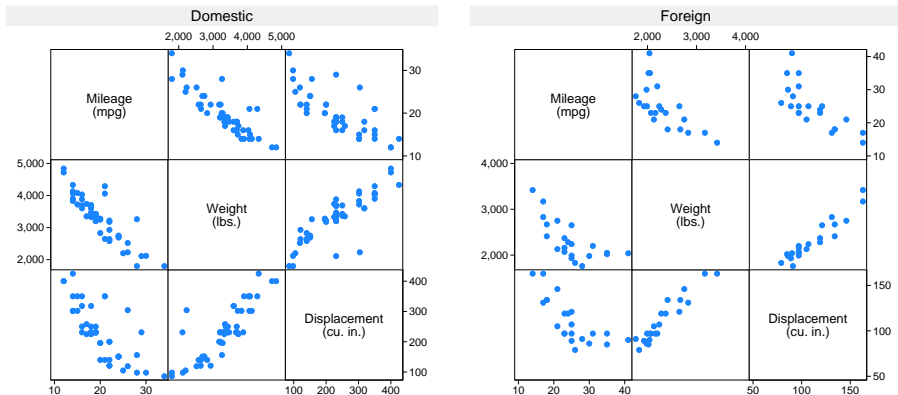 Domestic
2,000 3,000 4,000 5,000
Mileage
(mpg)
30
20
10
5,000
4,000
3,000
2,000
Weight
(lbs.)
Displacement
(cu. in.)
400
300
200
100
10 20 30
100 200 300 400
Foreign
2,000 3,000 4,000
Mileage
(mpg)
40
30
20
10
4,000
3,000
2,000
Weight
(lbs.)
Displacement
(cu. in.)
150
100
50
10 20 30 40
50 100 150